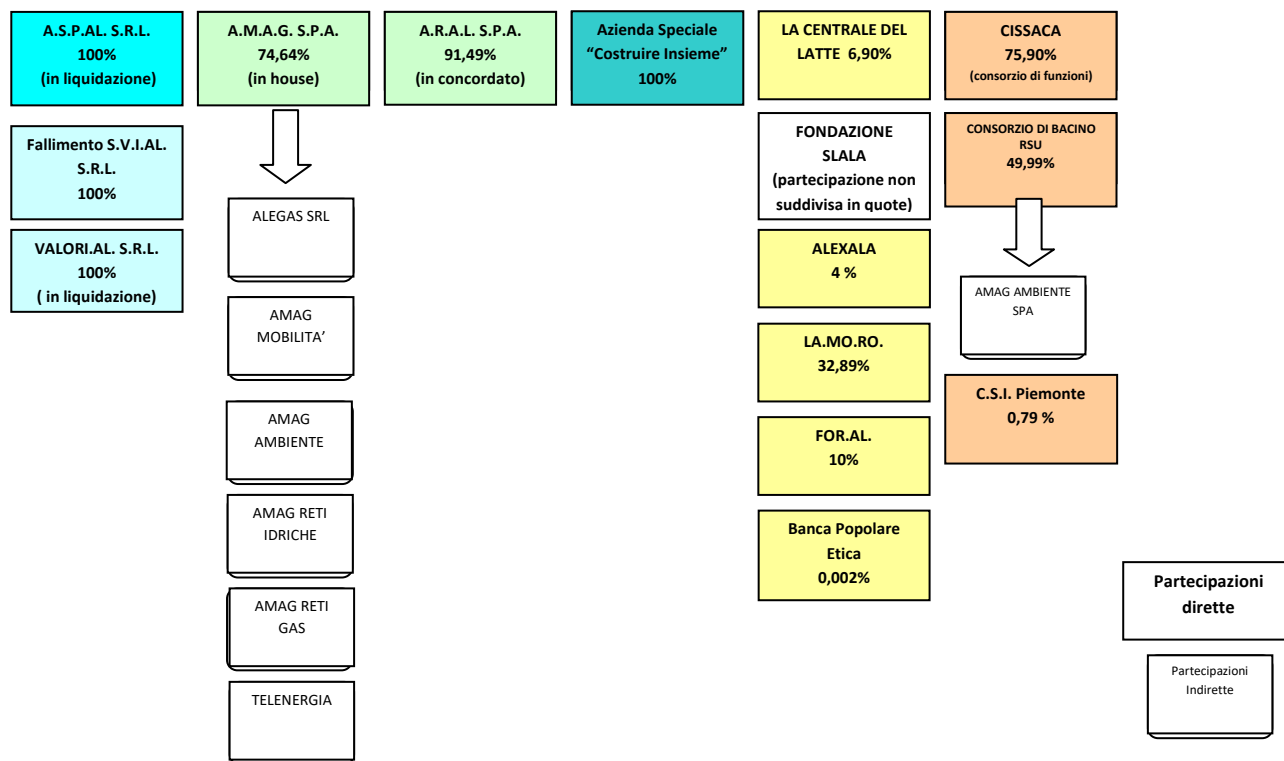 A.S.P.AL. S.R.L.
100%
(in liquidazione)
A.M.A.G. S.P.A.
74,64%
(in house)
A.R.A.L. S.P.A.
91,49%
(in concordato)
Azienda Speciale
“Costruire Insieme”
100%
LA CENTRALE DEL
LATTE 6,90%
CISSACA
75,90%
(consorzio di funzioni)
Fallimento S.V.I.AL.
S.R.L.
100%
VALORI.AL. S.R.L.
100%
( in liquidazione)
ALEGAS SRL
AMAG
MOBILITA’
AMAG
AMBIENTE
AMAG RETI
IDRICHE
AMAG RETI
GAS
TELENERGIA
FONDAZIONE
SLALA
(partecipazione non
suddivisa in quote)
ALEXALA
4 %
LA.MO.RO.
32,89%
FOR.AL.
10%
Banca Popolare
Etica
0,002%
CONSORZIO DI BACINO
RSU
49,99%
AMAG AMBIENTE
SPA
C.S.I. Piemonte
0,79 %
Partecipazioni
dirette
Partecipazioni
Indirette